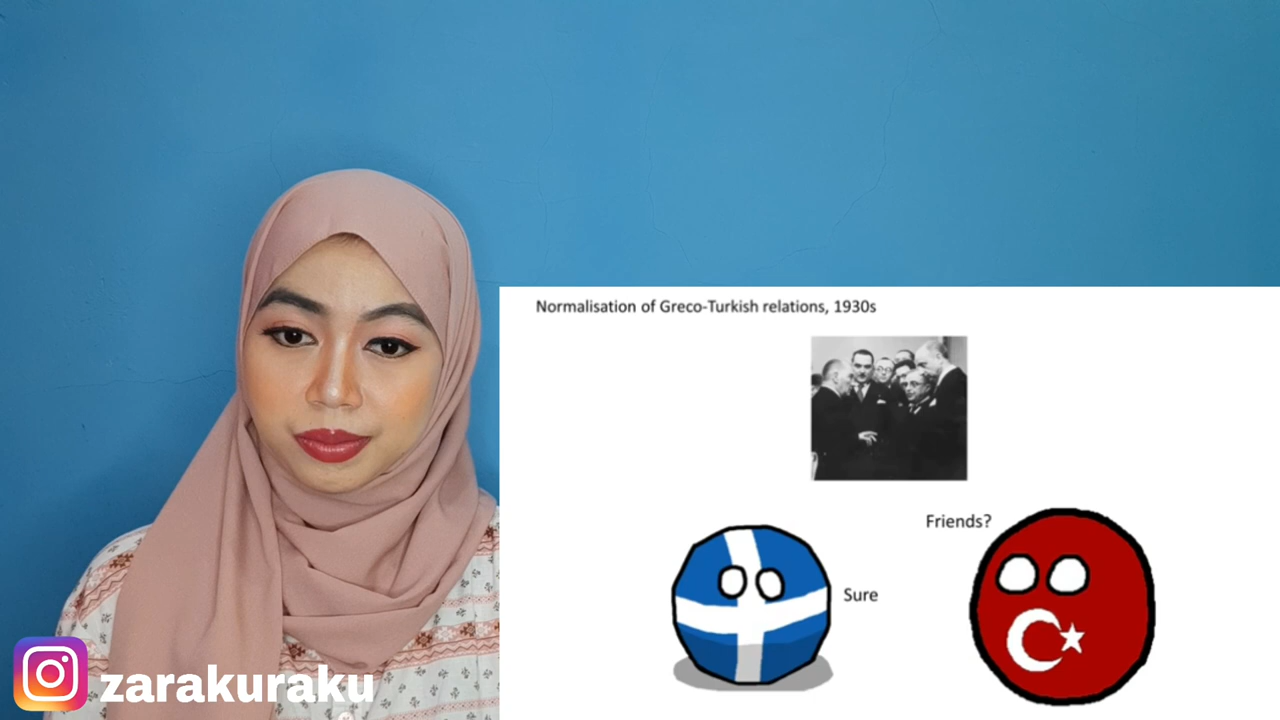 Normalisation of Greco-Turkish relations, 1930s
Friends?
Sure
zarakuraku